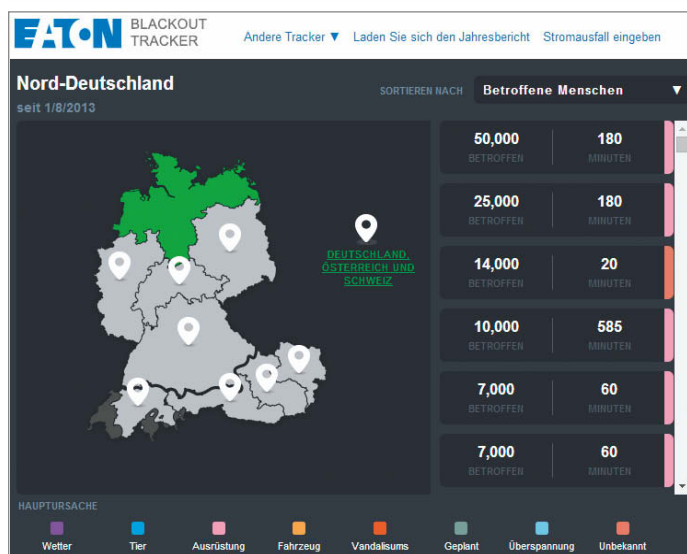 EATON
BLACKOUT
TRACKER
Andere Tracker ▼ Laden Sie sich den Jahresbericht Stromausfall eingeben
Nord-Deutschland
seit 1/8/2013
SORTIEREN NACH Betroffene Menschen ▼
50,000 180
BETROFFEN MINUTEN
25,000 180
BETROFFEN MINUTEN
14,000 20
BETROFFEN MINUTEN
10,000 585
BETROFFEN MINUTEN
7,000 60
BETROFFEN MINUTEN
7,000 60
BETROFFEN MINUTEN
DEUTSCHLAND,
ÖSTERREICH UND
SCHWEIZ
HAUPTURSACHE
Wetter Tier Ausrüstung Fahrzeug Vandalisums Geplant Überspannung Unbekannt